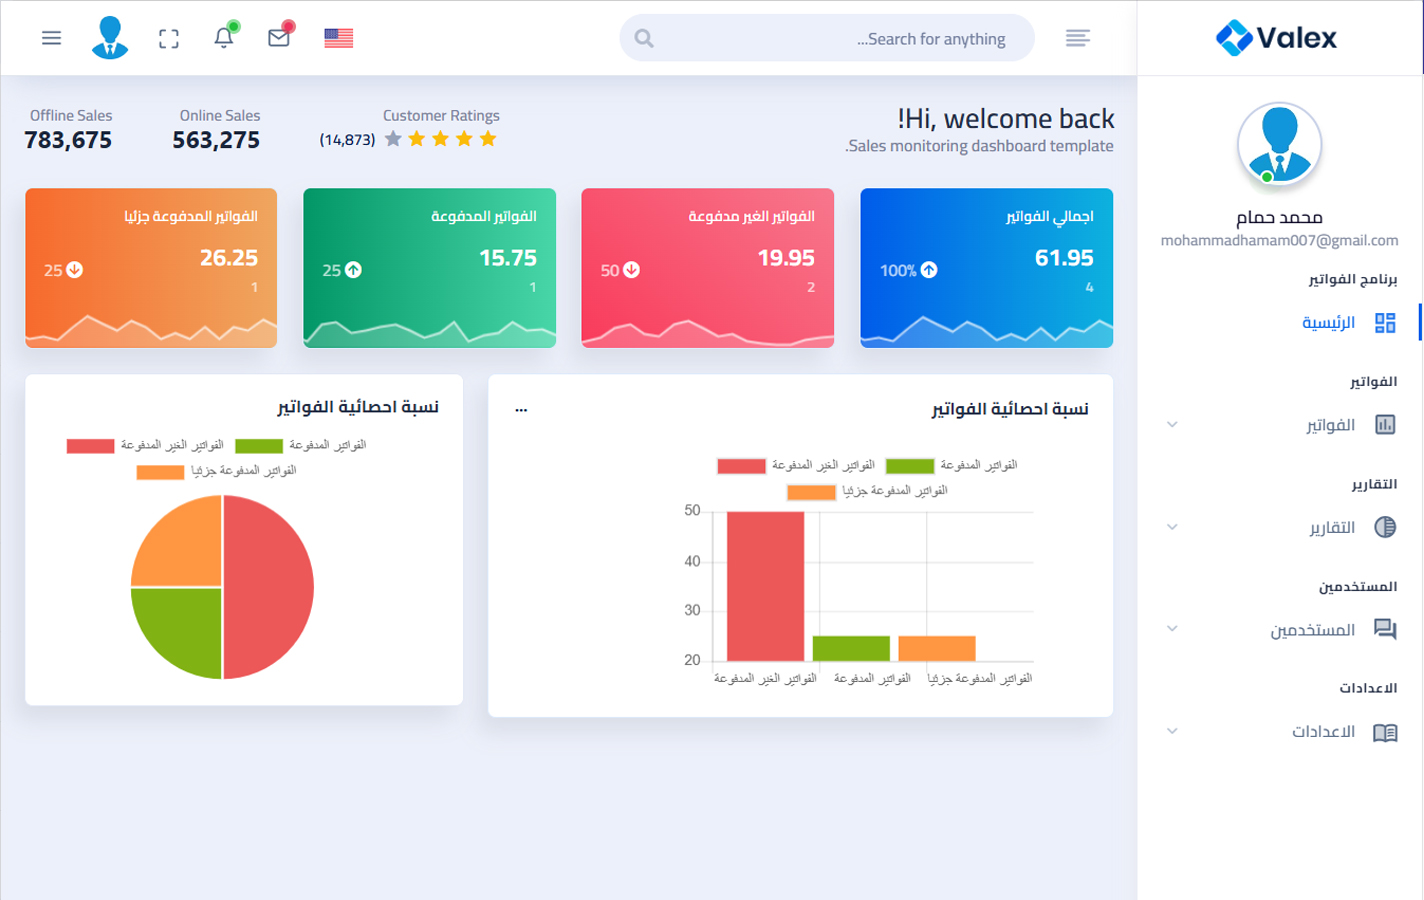 Valex
Search for anything...
محمد حمام
mohammadhamam007@gmail.com
برنامج الفواتير
الرئيسية
الفواتير
الفواتير
التقارير
التقارير
المستخدمين
المستخدمين
الاعدادات
الاعدادات
Hi, welcome back!
Sales monitoring dashboard template.
Customer Ratings
(14,873)
Online Sales
563,275
Offline Sales
783,675
اجمالي الفواتير
61.95
100%
4
الفواتير الغير مدفوعة
19.95
50
2
الفواتير المدفوعة
15.75
25
1
الفواتير المدفوعة جزئيا
26.25
25
1
نسبة احصائية الفواتير
...
الفواتير الغير المدفوعة
الفواتير المدفوعة
الفواتير المدفوعة جزئيا
50
40
30
20
الفواتير الغير المدفوعة
الفواتير المدفوعة
الفواتير المدفوعة جزئيا
نسبة احصائية الفواتير
الفواتير الغير المدفوعة
الفواتير المدفوعة
الفواتير المدفوعة جزئيا